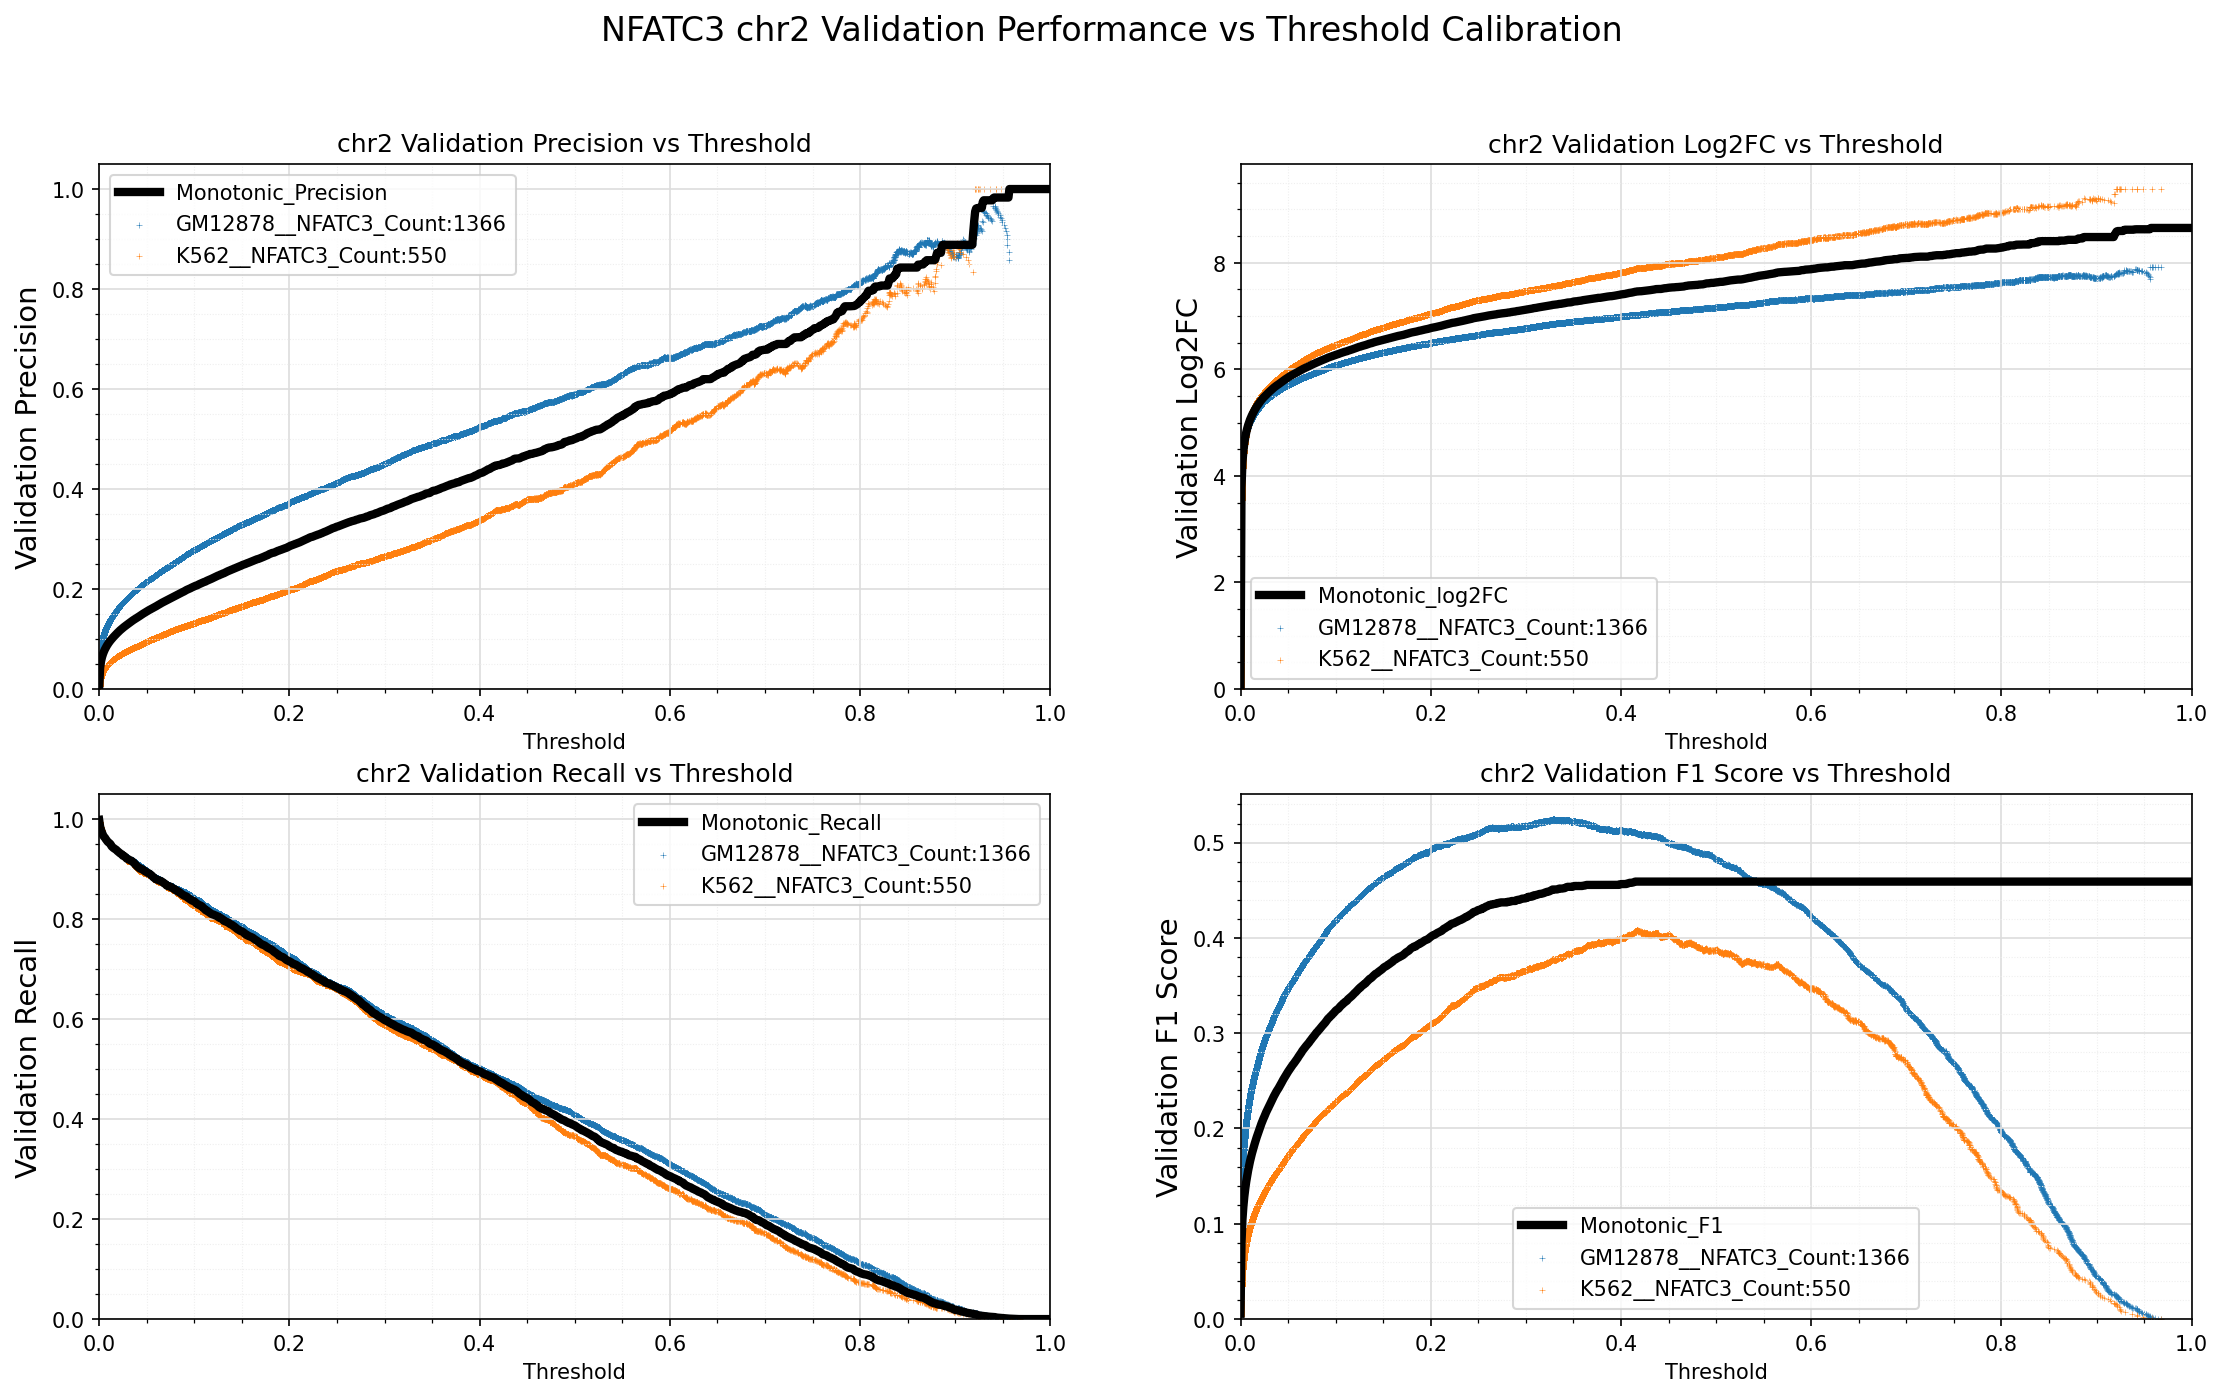 NFATC3 chr2 Validation Performance vs Threshold Calibration
chr2 Validation Precision vs Threshold
Validation Precision
1.0
0.8
0.6
0.4
0.2
0.0
Monotonic_Precision
GM12878__NFATC3_Count:1366
K562__NFATC3_Count:550
0.0 0.2 0.4 0.6 0.8 1.0
Threshold
chr2 Validation Log2FC vs Threshold
Validation Log2FC
8
6
4
2
0
Monotonic_log2FC
GM12878__NFATC3_Count:1366
K562__NFATC3_Count:550
0.0 0.2 0.4 0.6 0.8 1.0
Threshold
chr2 Validation Recall vs Threshold
Validation Recall
1.0
0.8
0.6
0.4
0.2
0.0
Monotonic_Recall
GM12878__NFATC3_Count:1366
K562__NFATC3_Count:550
0.0 0.2 0.4 0.6 0.8 1.0
Threshold
chr2 Validation F1 Score vs Threshold
Validation F1 Score
0.5
0.4
0.3
0.2
0.1
0.0
Monotonic_F1
GM12878__NFATC3_Count:1366
K562__NFATC3_Count:550
0.0 0.2 0.4 0.6 0.8 1.0
Threshold